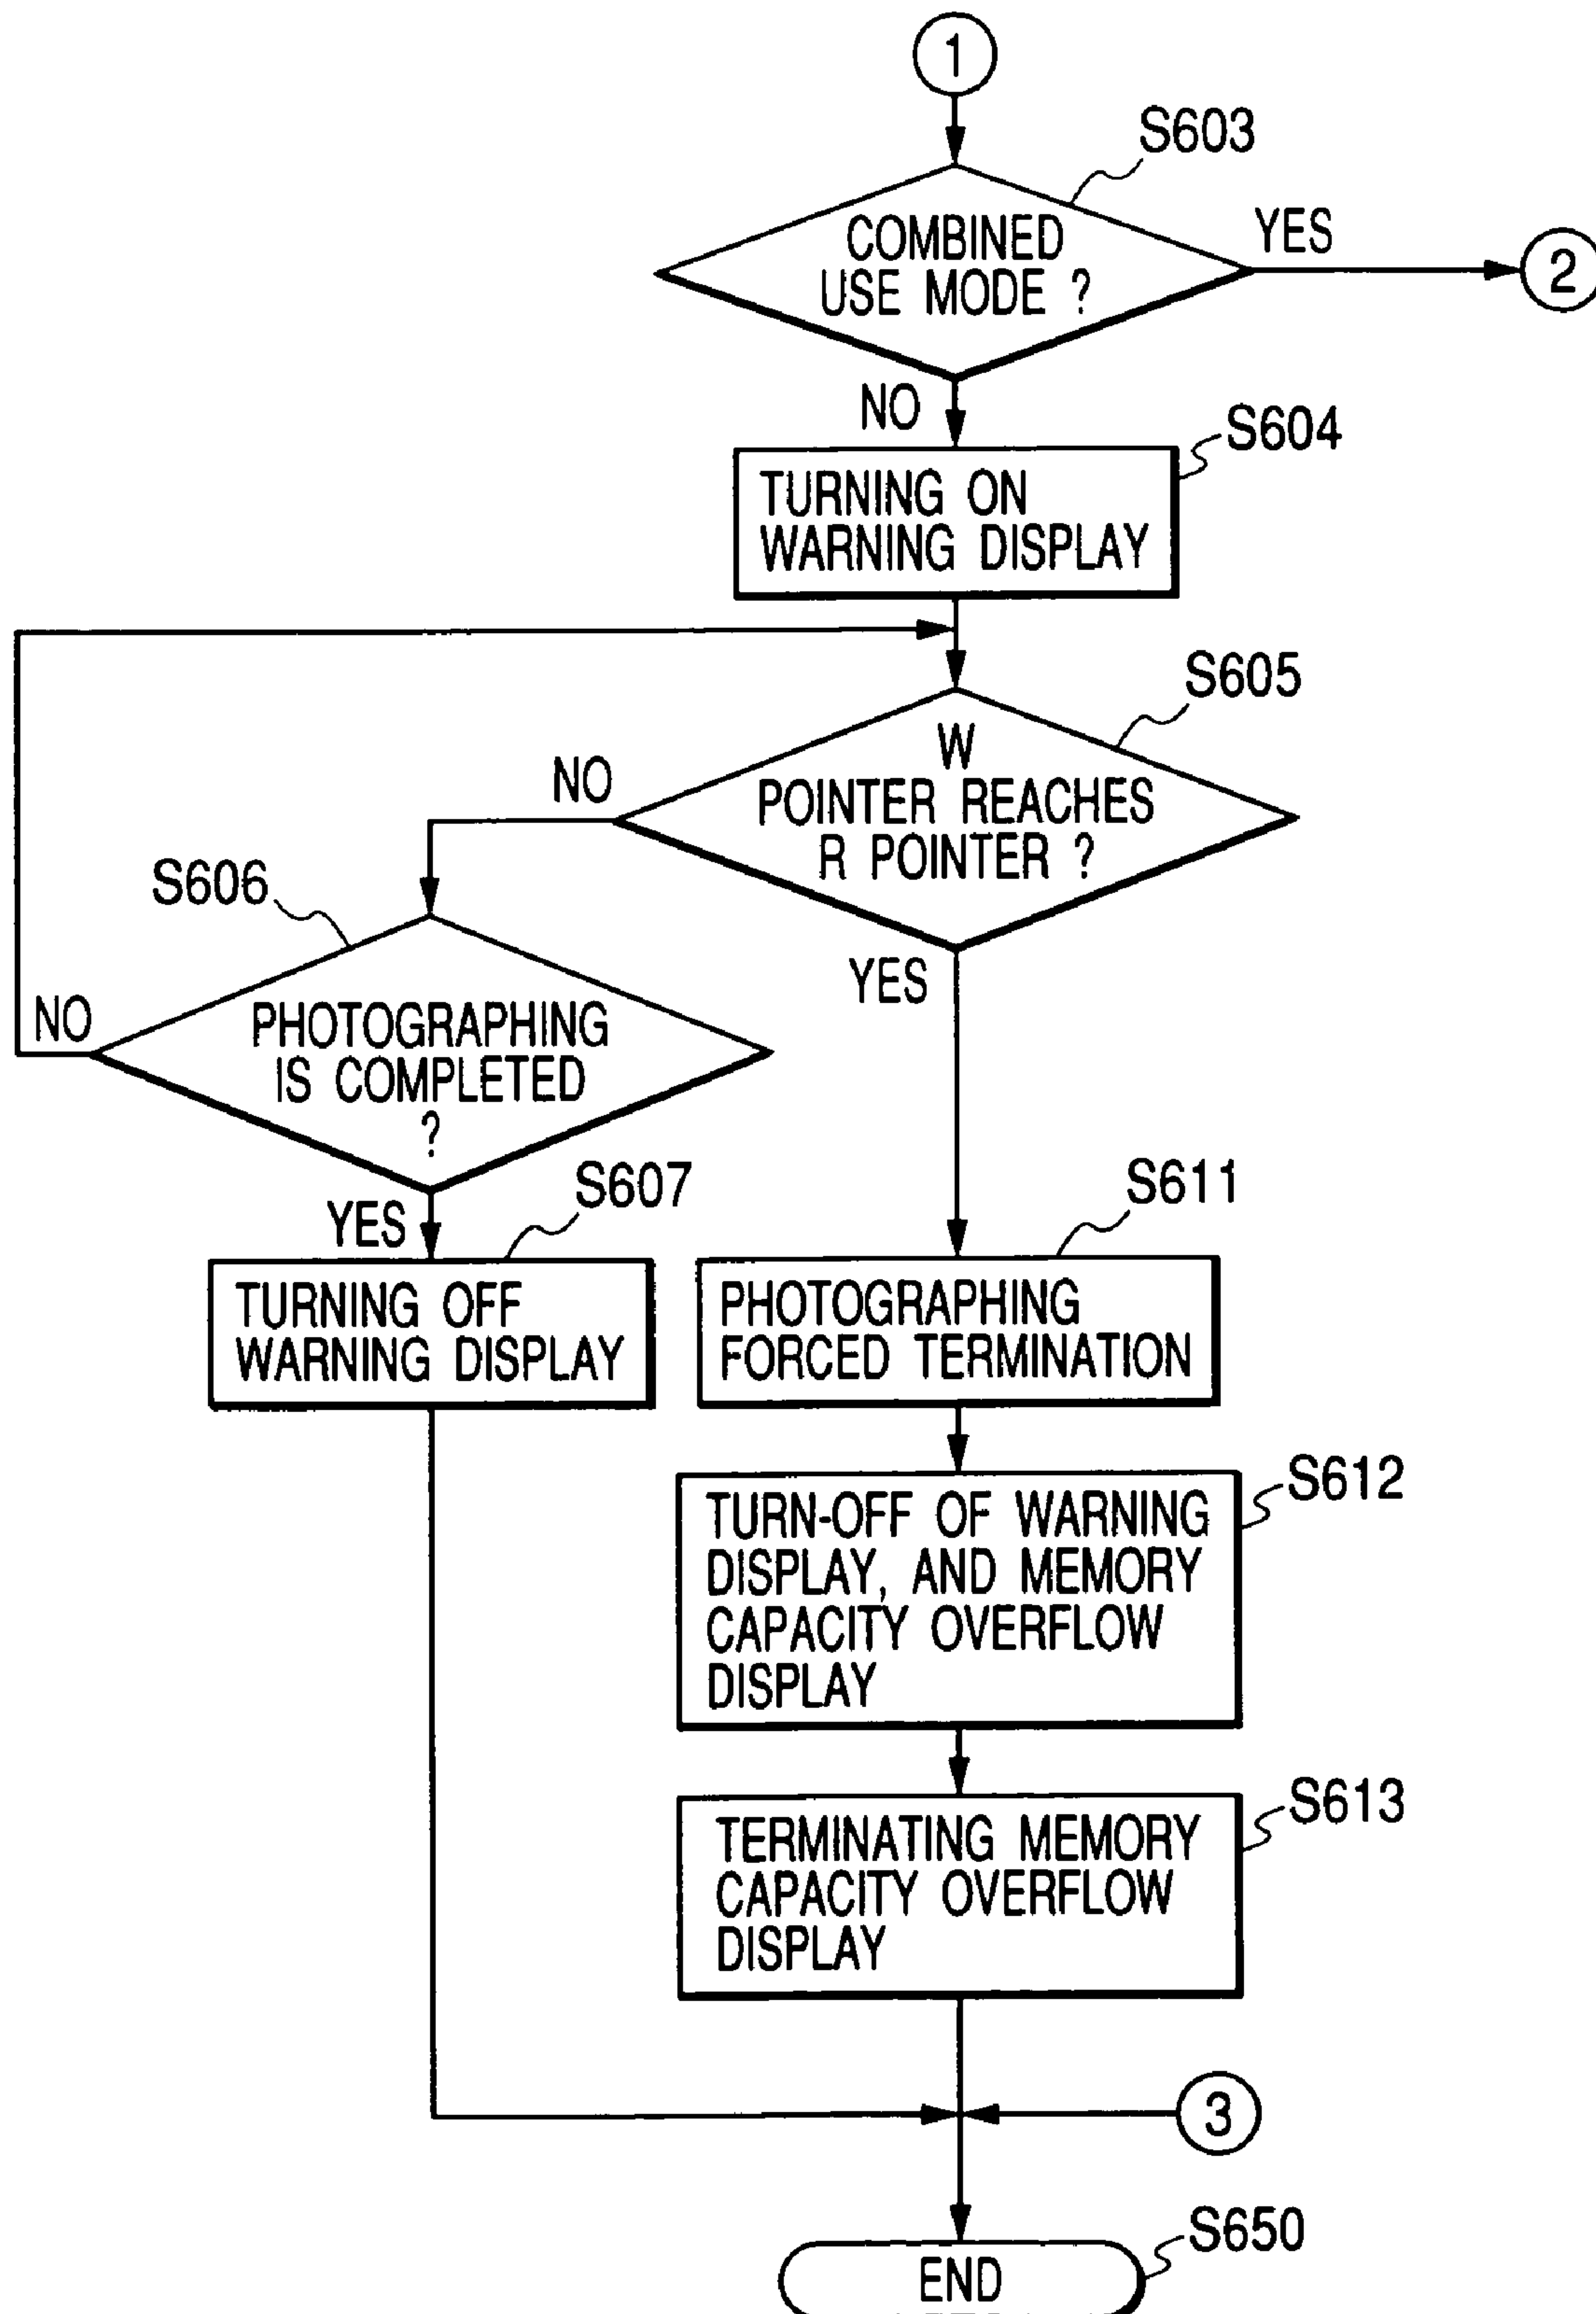 1
S603
COMBINED
USE MODE ?
YES
2
NO
S604
TURNING ON
WARNING DISPLAY
S605
W
POINTER REACHES
R POINTER ?
NO
YES
S606
PHOTOGRAPHING
IS COMPLETED
?
NO
YES
S607
TURNING OFF
WARNING DISPLAY
S611
PHOTOGRAPHING
FORCED TERMINATION
S612
TURN-OFF OF WARNING
DISPLAY, AND MEMORY
CAPACITY OVERFLOW
DISPLAY
S613
TERMINATING MEMORY
CAPACITY OVERFLOW
DISPLAY
3
S650
END